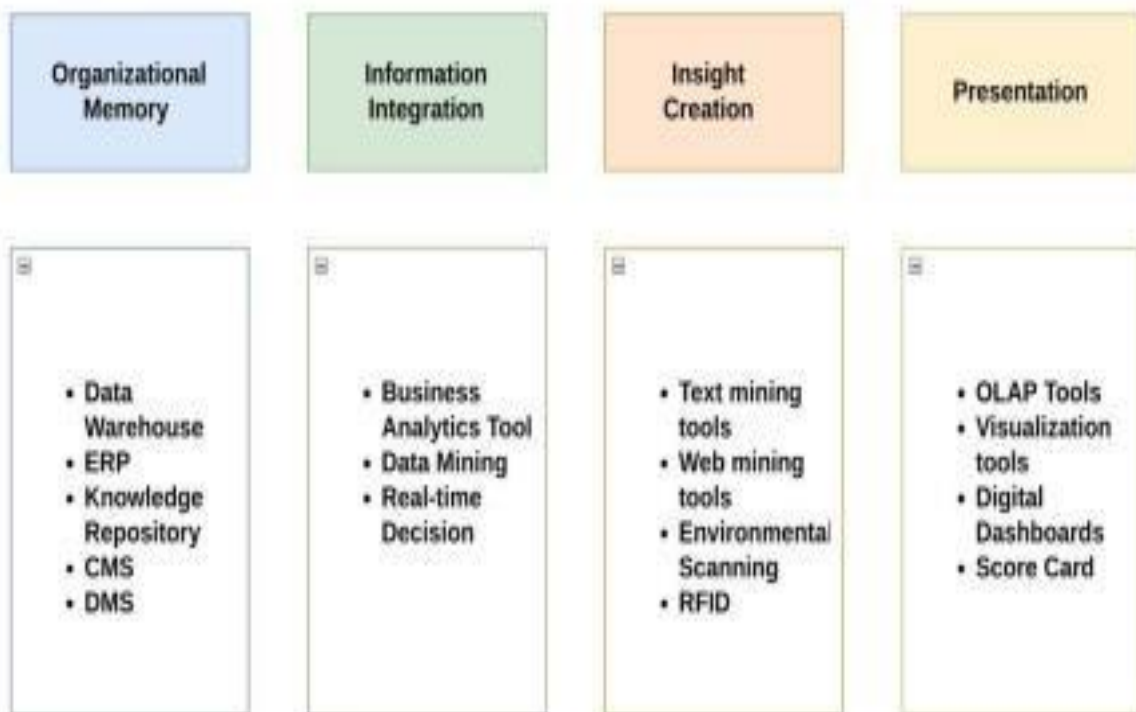 Organizational
Memory
Information
Integration
Insight
Creation
Presentation
• Data
Warehouse
• ERP
• Knowledge
Repository
• CMS
• DMS
• Business
Analytics Tool
• Data Mining
• Real-time
Decision
• Text mining
tools
• Web mining
tools
• Environmental
Scanning
• RFID
• OLAP Tools
• Visualization
tools
• Digital
Dashboards
• Score Card